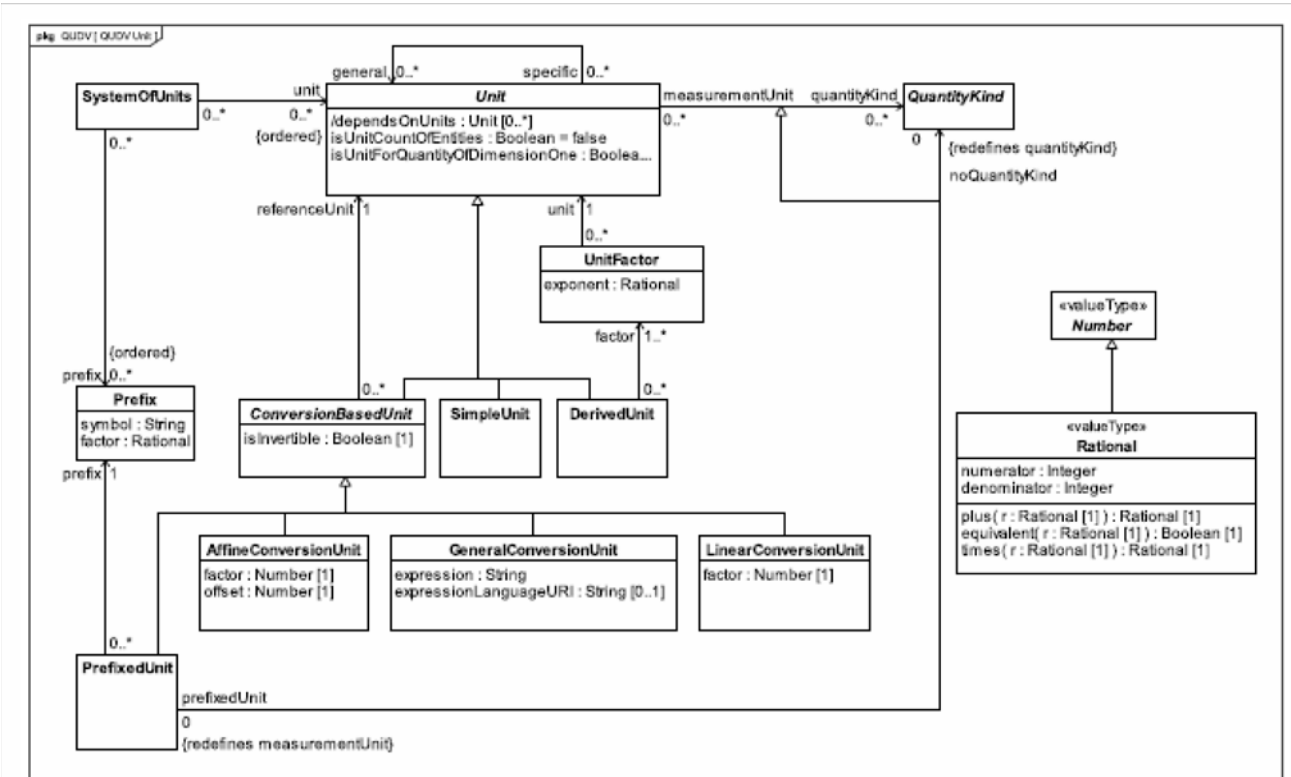 pkg QUDV [ QUDV Unit ]
general 0..* specific 0..*
SystemOfUnits
unit
0..* 0..*
{ordered}
Unit
/dependsOnUnits : Unit [0..*]
isUnitCountOfEntities : Boolean = false
isUnitForQuantityOfDimensionOne : Boolea...
measurementUnit quantityKind
0..* 0..*
QuantityKind
0
{redefines quantityKind}
noQuantityKind
0..*
referenceUnit 1
unit 1
0..*
UnitFactor
exponent : Rational
factor 1..*
«valueType»
Number
{ordered}
prefix 0..*
0..*
0..*
Prefix
symbol : String
factor : Rational
prefix 1
ConversionBasedUnit
isInvertible : Boolean [1]
SimpleUnit
DerivedUnit
«valueType»
Rational
numerator : Integer
denominator : Integer
plus( r : Rational [1] ) : Rational [1]
equivalent( r : Rational [1] ) : Boolean [1]
times( r : Rational [1] ) : Rational [1]
AffineConversionUnit
factor : Number [1]
offset : Number [1]
GeneralConversionUnit
expression : String
expressionLanguageURI : String [0..1]
LinearConversionUnit
factor : Number [1]
0..*
PrefixedUnit
prefixedUnit
0
{redefines measurementUnit}